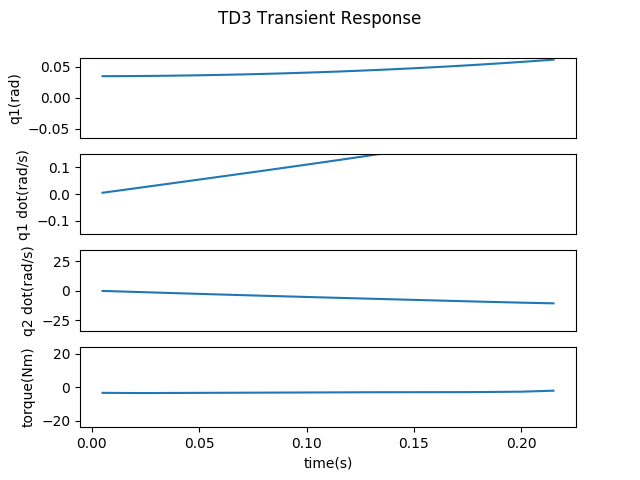 TD3 Transient Response
0.05
0.00
−0.05
q1(rad)
0.1
0.0
−0.1
q1 dot(rad/s)
25
0
−25
q2 dot(rad/s)
20
0
−20
torque(Nm)
0.00 0.05 0.10 0.15 0.20
time(s)